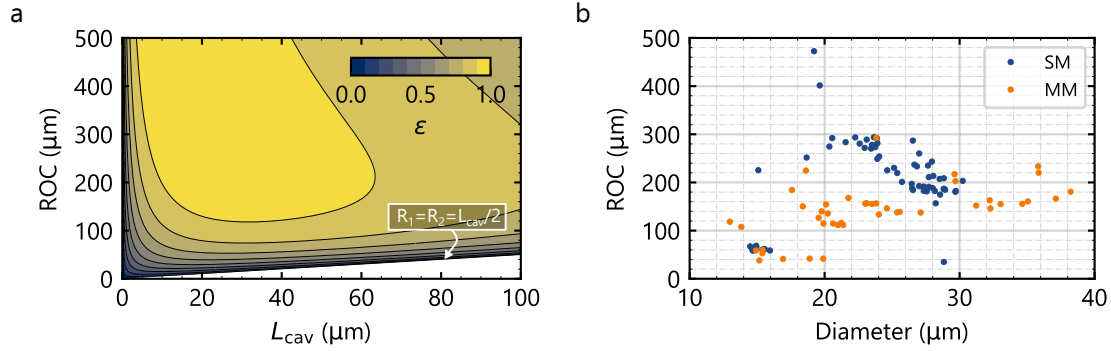 a
500
400
300
200
100
0
ROC (μm)
0.0 0.5 1.0
ε
R₁=R₂=L_cav/2
0 20 40 60 80 100
L_cav (μm)
b
500
400
300
200
100
0
ROC (μm)
SM
MM
10 20 30 40
Diameter (μm)